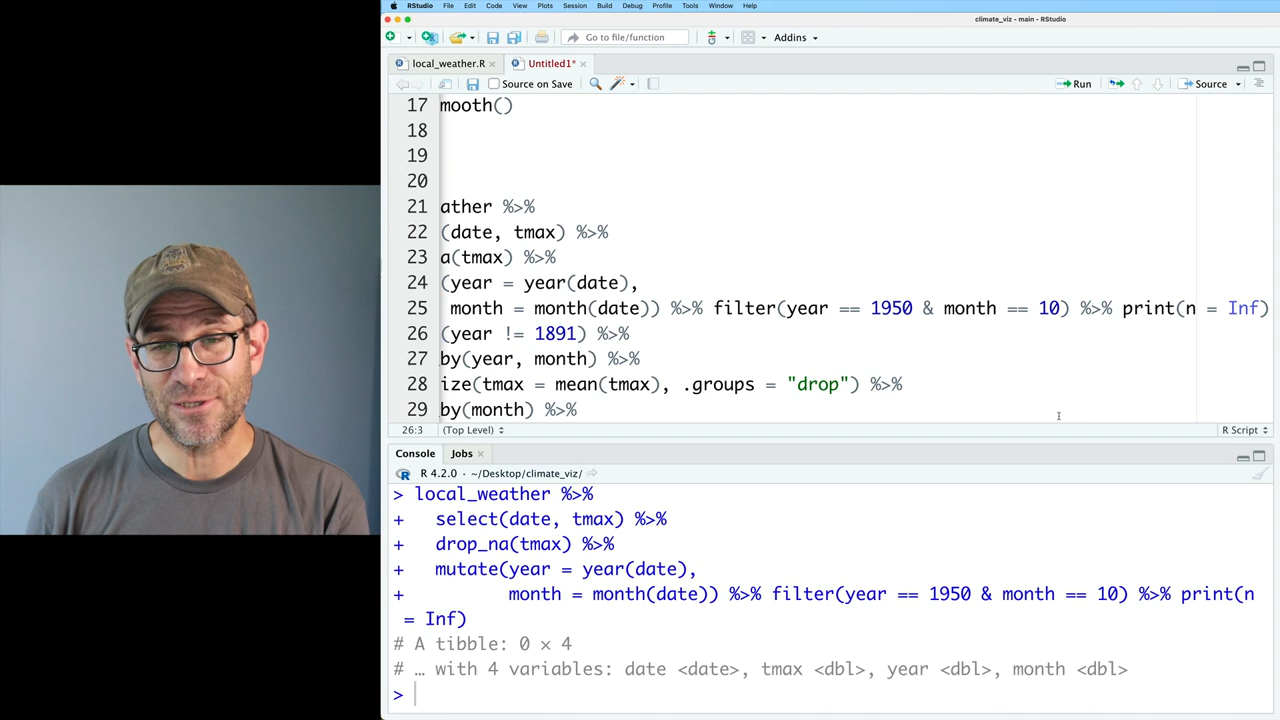 RStudio File Edit Code View Plots Session Build Debug Profile Tools Window Help
climate_viz - main - RStudio
Go to file/function
Addins
local_weather.R
Untitled1*
Source on Save
Run
Source
17 mooth()
18
19
20
21 ather %>%
22 (date, tmax) %>%
23 a(tmax) %>%
24 (year = year(date),
25 month = month(date)) %>% filter(year == 1950 & month == 10) %>% print(n = Inf)
26 (year != 1891) %>%
27 by(year, month) %>%
28 ize(tmax = mean(tmax), .groups = "drop") %>%
29 by(month) %>%
26:3 (Top Level) R Script
Console Jobs
R 4.2.0 · ~/Desktop/climate_viz/
> local_weather %>%
+ select(date, tmax) %>%
+ drop_na(tmax) %>%
+ mutate(year = year(date),
+ month = month(date)) %>% filter(year == 1950 & month == 10) %>% print(n
= Inf)
# A tibble: 0 × 4
# … with 4 variables: date <date>, tmax <dbl>, year <dbl>, month <dbl>
>